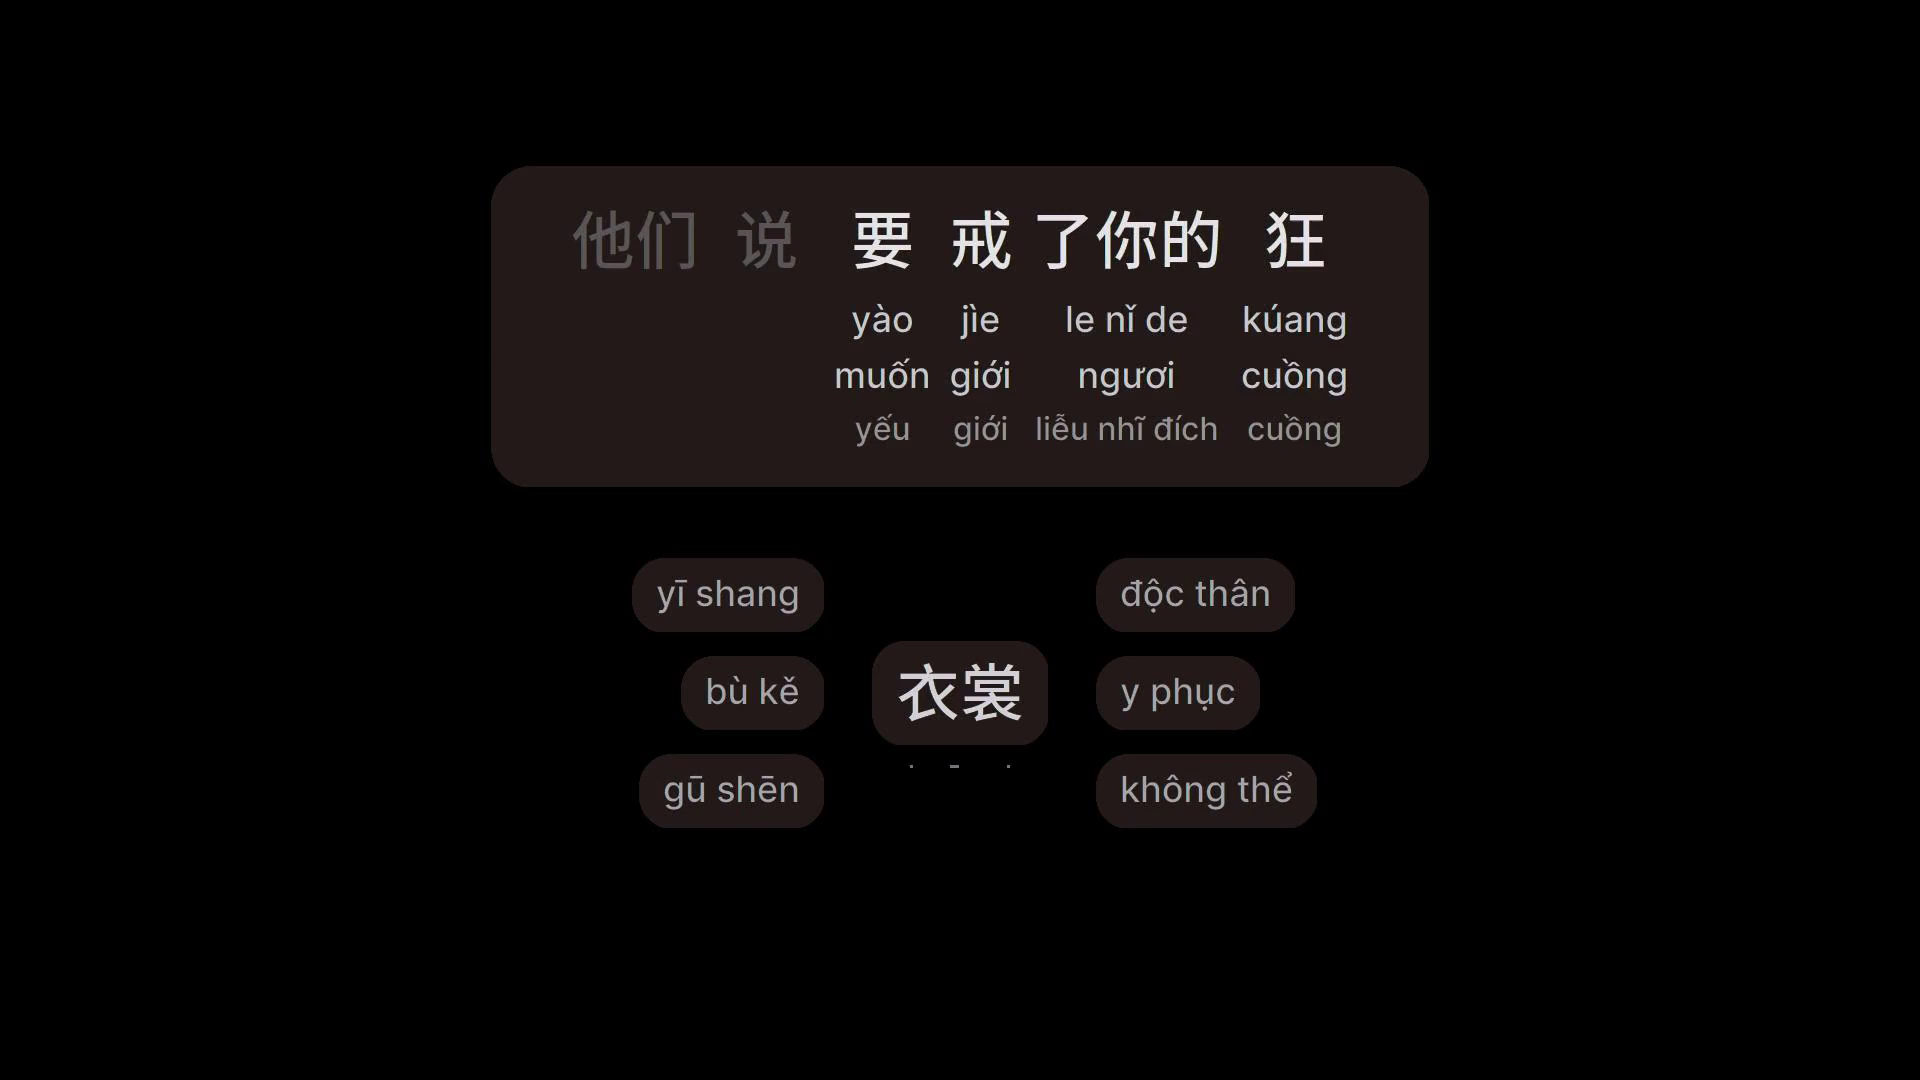 他们 说 要 戒 了你的 狂
yào jìe le nǐ de kúang
muốn giới ngươi cuồng
yếu giới liễu nhĩ đích cuồng
yī shang
bù kě
gū shēn
衣裳
độc thân
y phục
không thể